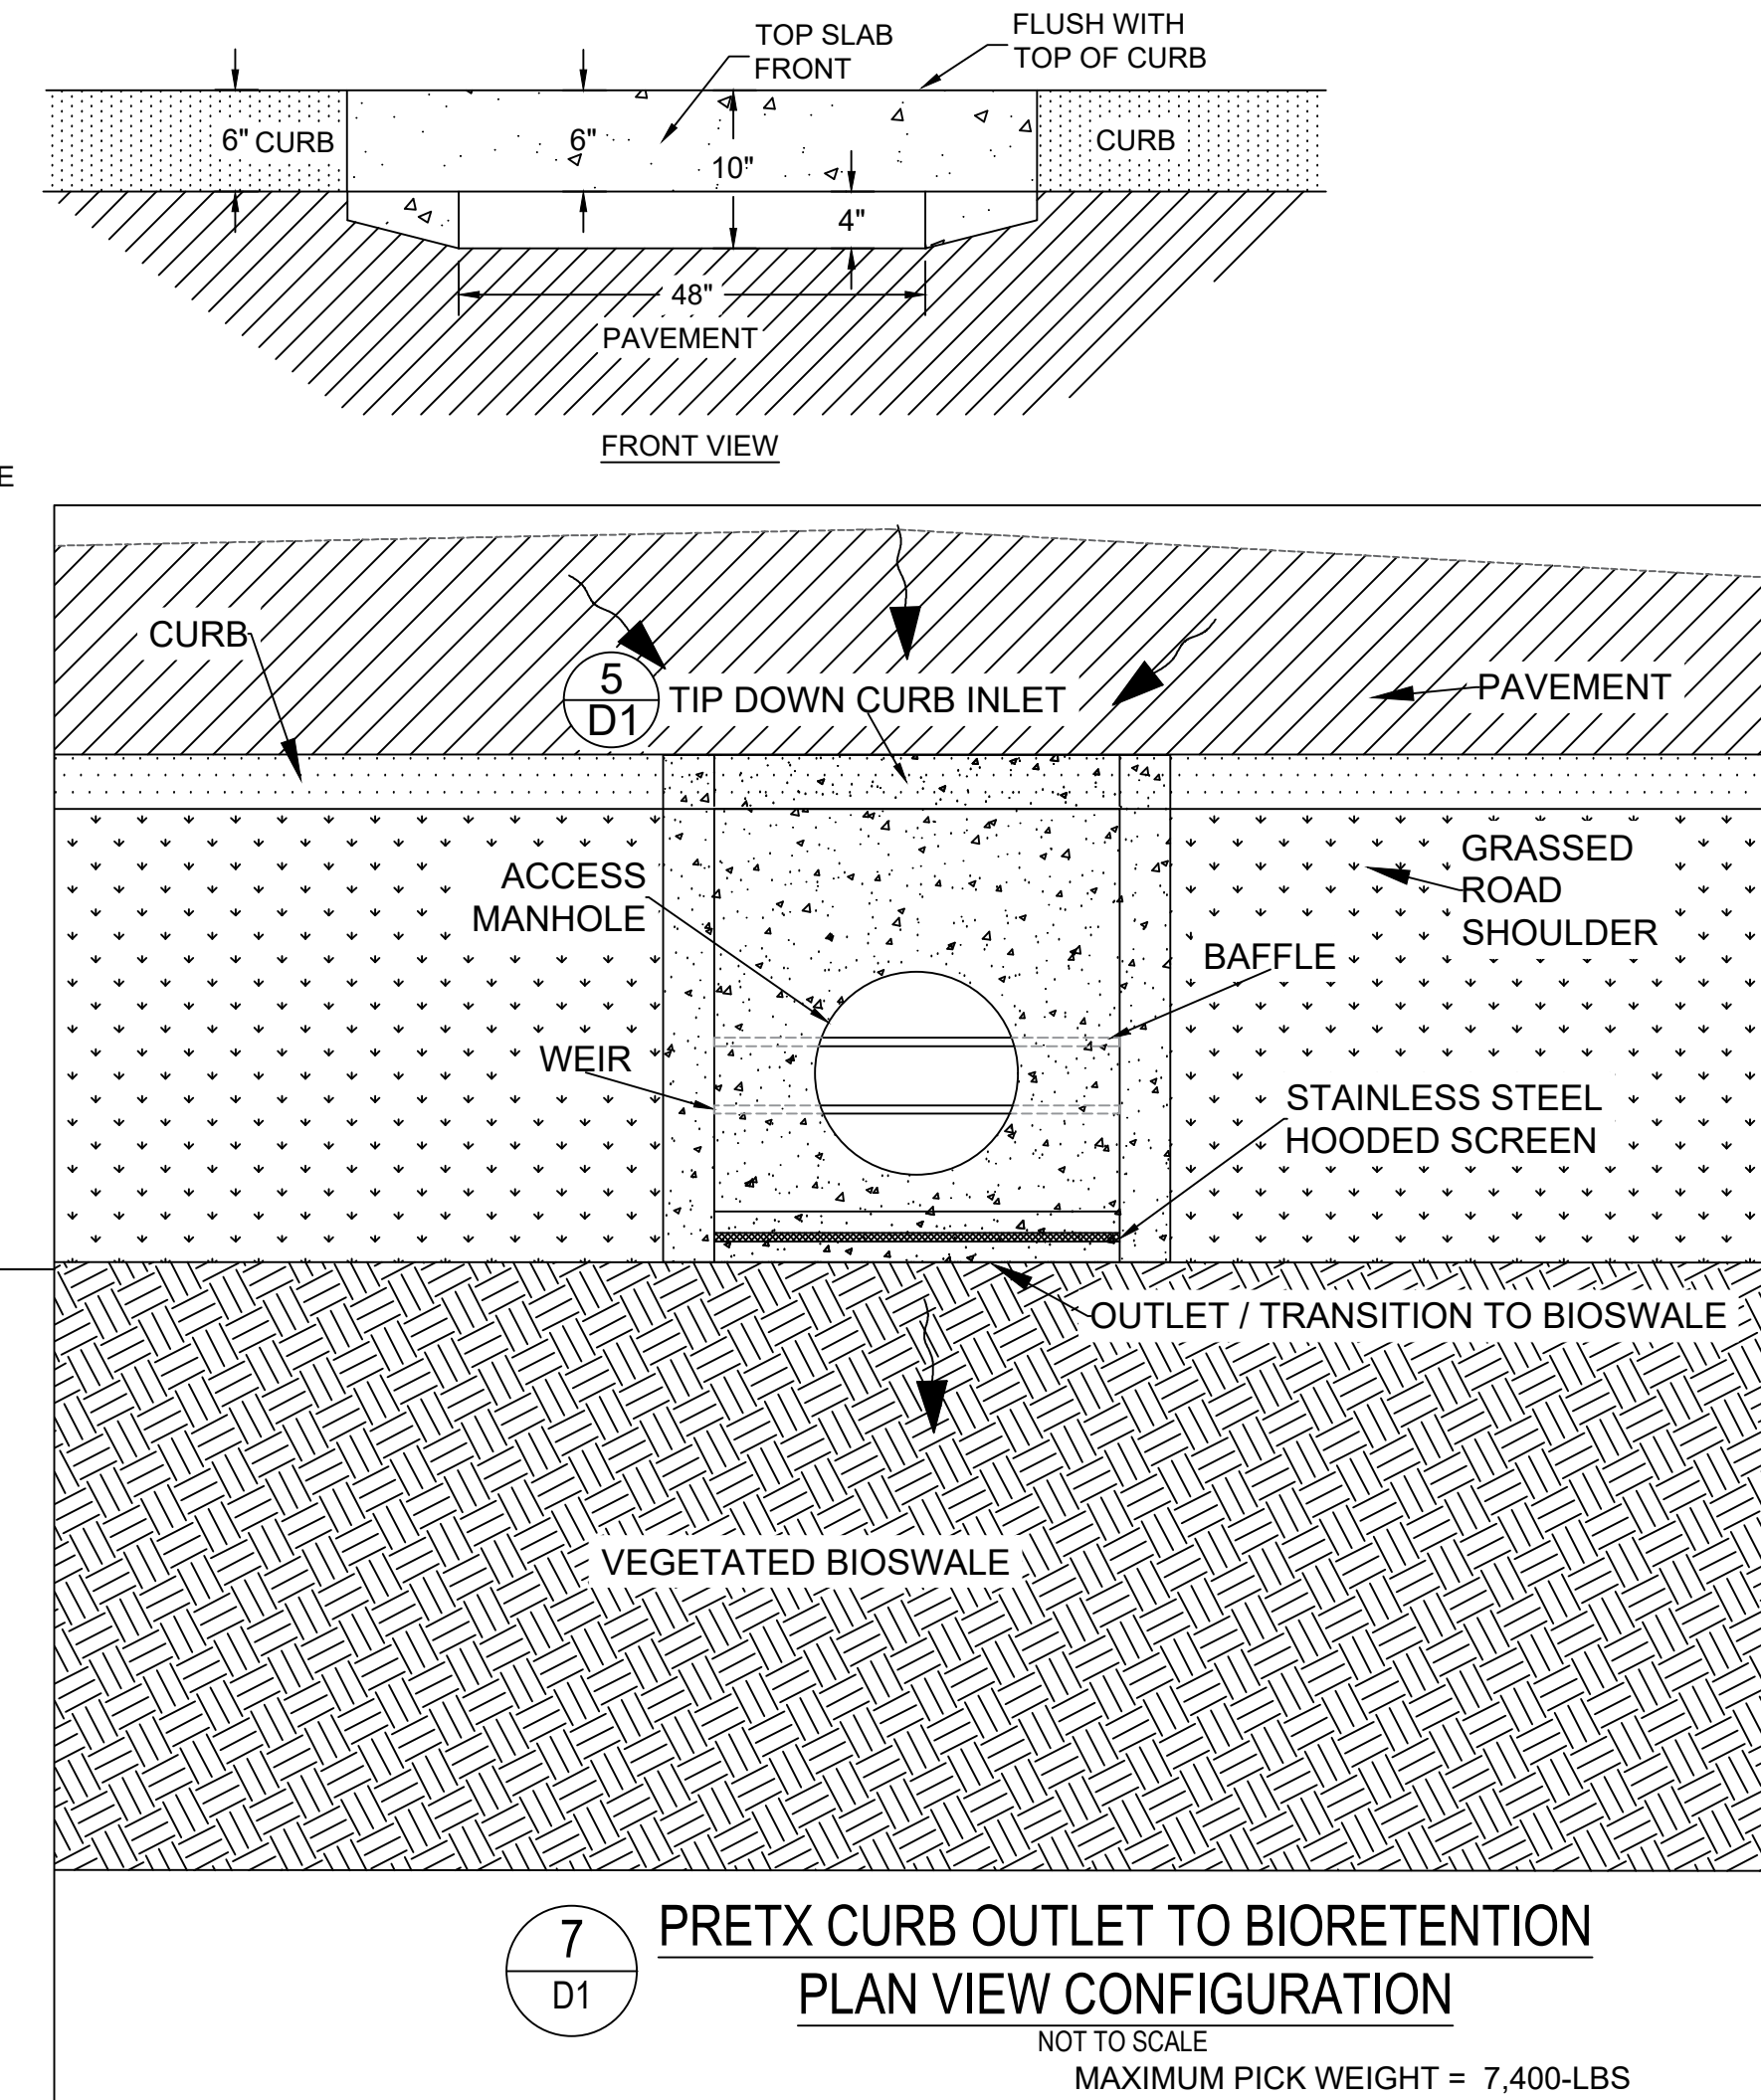 TOP SLAB
FRONT
FLUSH WITH
TOP OF CURB
6" CURB
6"
10"
CURB
4"
48"
PAVEMENT
FRONT VIEW
E
CURB
5
D1
TIP DOWN CURB INLET
PAVEMENT
ACCESS
MANHOLE
GRASSED
ROAD
SHOULDER
BAFFLE
WEIR
STAINLESS STEEL
HOODED SCREEN
OUTLET / TRANSITION TO BIOSWALE
VEGETATED BIOSWALE
7
D1
PRETX CURB OUTLET TO BIORETENTION
PLAN VIEW CONFIGURATION
NOT TO SCALE
MAXIMUM PICK WEIGHT = 7,400-LBS